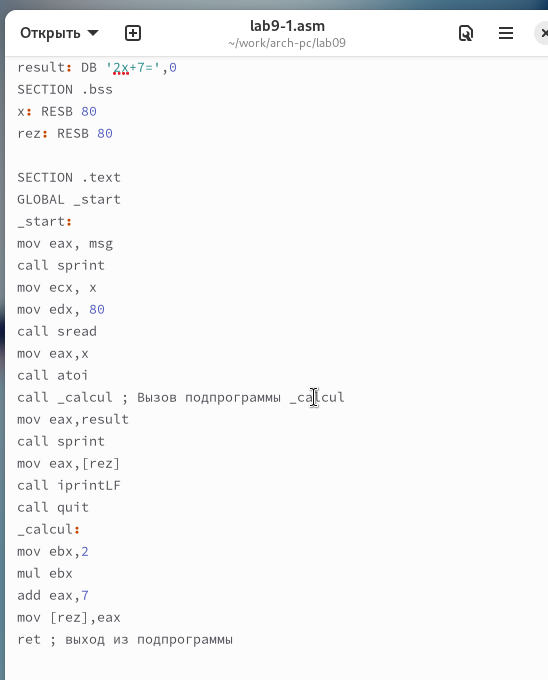 Открыть
lab9-1.asm
~/work/arch-pc/lab09
result: DB '2x+7=',0
SECTION .bss
x: RESB 80
rez: RESB 80
SECTION .text
GLOBAL _start
_start:
mov eax, msg
call sprint
mov ecx, x
mov edx, 80
call sread
mov eax,x
call atoi
call _calcul ; Вызов подпрограммы _calcul
mov eax,result
call sprint
mov eax,[rez]
call iprintLF
call quit
_calcul:
mov ebx,2
mul ebx
add eax,7
mov [rez],eax
ret ; выход из подпрограммы